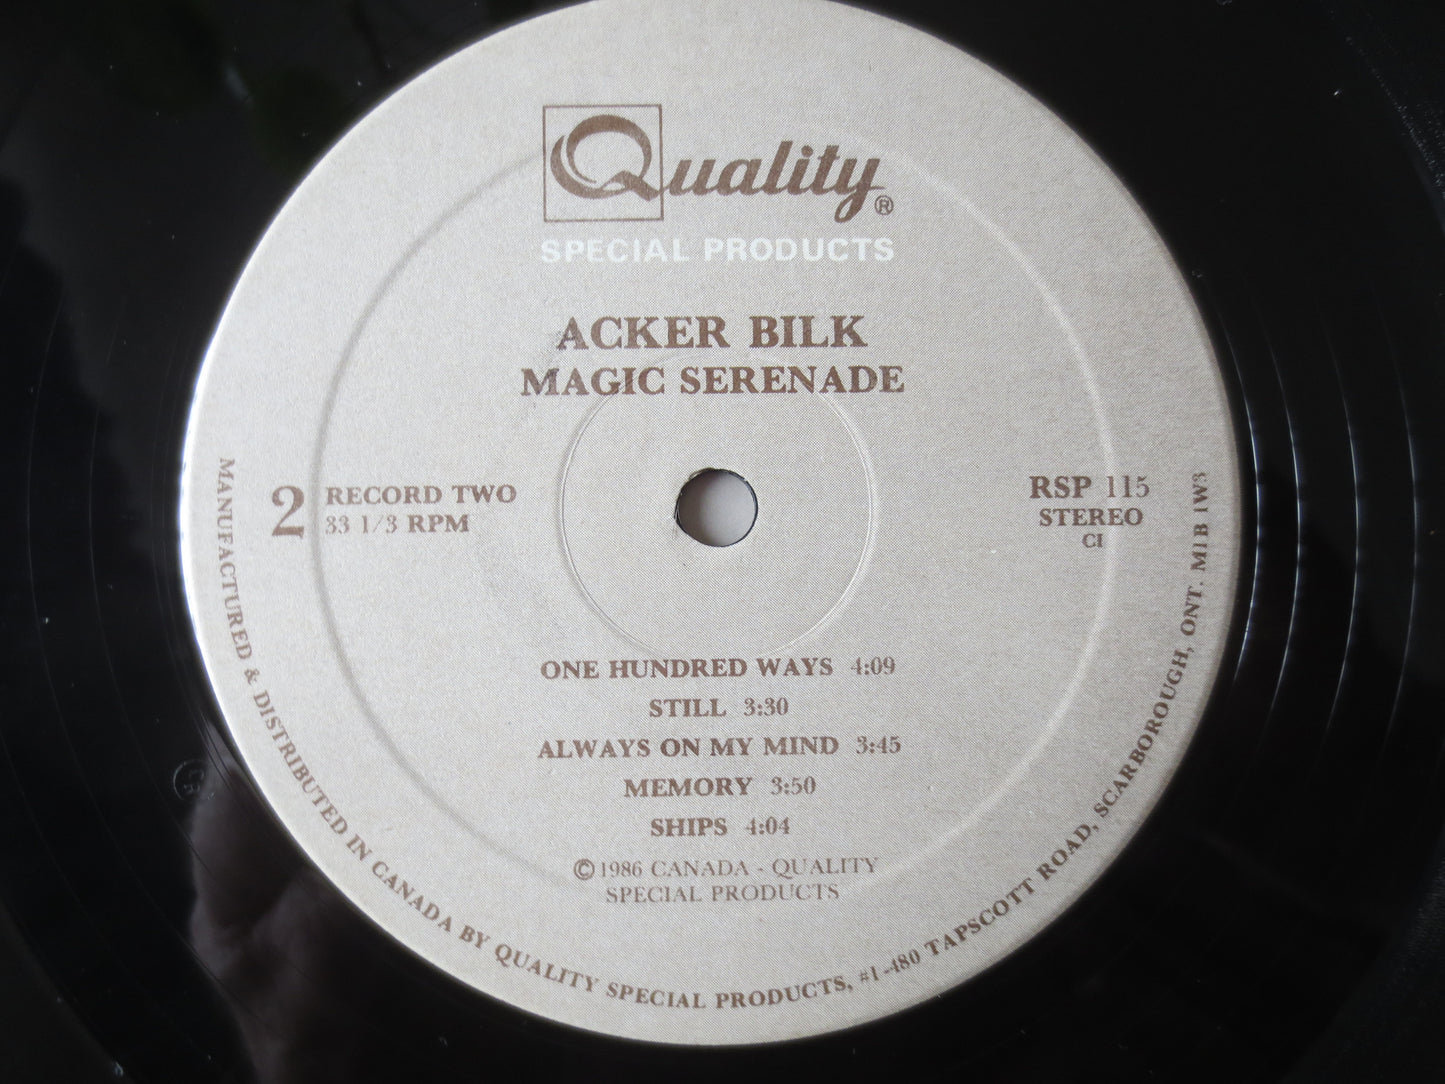 Quality®
SPECIAL PRODUCTS
ACKER BILK
MAGIC SERENADE
2 RECORD TWO
33 1/3 RPM
RSP 115
STEREO
CI
ONE HUNDRED WAYS 4:09
STILL 3:30
ALWAYS ON MY MIND 3:45
MEMORY 3:50
SHIPS 4:04
©1986 CANADA - QUALITY
SPECIAL PRODUCTS
MANUFACTURED & DISTRIBUTED IN CANADA BY QUALITY SPECIAL PRODUCTS, #1-480 TAPSCOTT ROAD, SCARBOROUGH, ONT. M1B 1W3